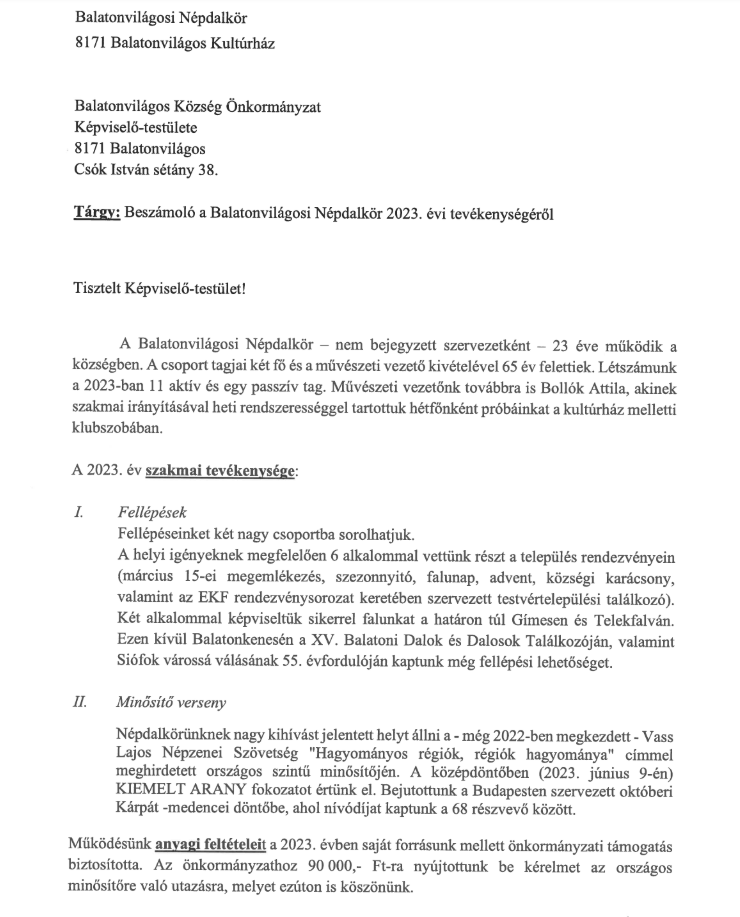 Balatonvilágosi Népdalkör
8171 Balatonvilágos Kultúrház
Balatonvilágos Község Önkormányzat
Képviselő-testülete
8171 Balatonvilágos
Csók István sétány 38.
Tárgy: Beszámoló a Balatonvilágosi Népdalkör 2023. évi tevékenységéről
Tisztelt Képviselő-testület!
A Balatonvilágosi Népdalkör – nem bejegyzett szervezetként – 23 éve működik a
községben. A csoport tagjai két fő és a művészeti vezető kivételével 65 év felettiek. Létszámunk
a 2023-ban 11 aktív és egy passzív tag. Művészeti vezetőnk továbbra is Bollók Attila, akinek
szakmai irányításával heti rendszerességgel tartottuk hétfőnként próbáinkat a kultúrház melletti
klubszobában.
A 2023. év szakmai tevékenysége:
I. Fellépések
Fellépéseinket két nagy csoportba sorolhatjuk.
A helyi igényeknek megfelelően 6 alkalommal vettünk részt a település rendezvényein
(március 15-ei megemlékezés, szezonnyitó, falunap, advent, községi karácsony,
valamint az EKF rendezvénysorozat keretében szervezett testvértelepülési találkozó).
Két alkalommal képviseltük sikerrel falunkat a határon túl Gímesen és Telekfalván.
Ezen kívül Balatonkenesén a XV. Balatoni Dalok és Dalosok Találkozóján, valamint
Siófok várossá válásának 55. évfordulóján kaptunk még fellépési lehetőséget.
II. Minősítő verseny
Népdalkörünknek nagy kihívást jelentett helyt állni a - még 2022-ben megkezdett - Vass
Lajos Népzenei Szövetség "Hagyományos régiók, régiók hagyománya" címmel
meghirdetett országos szintű minősítőjén. A középdöntőben (2023. június 9-én)
KIEMELT ARANY fokozatot értünk el. Bejutottunk a Budapesten szervezett októberi
Kárpát -medencei döntőbe, ahol nívódíjat kaptunk a 68 részvevő között.
Működésünk anyagi feltételeit a 2023. évben saját forrásunk mellett önkormányzati támogatás
biztosította. Az önkormányzathoz 90 000,- Ft-ra nyújtottunk be kérelmet az országos
minősítőre való utazásra, melyet ezúton is köszönünk.